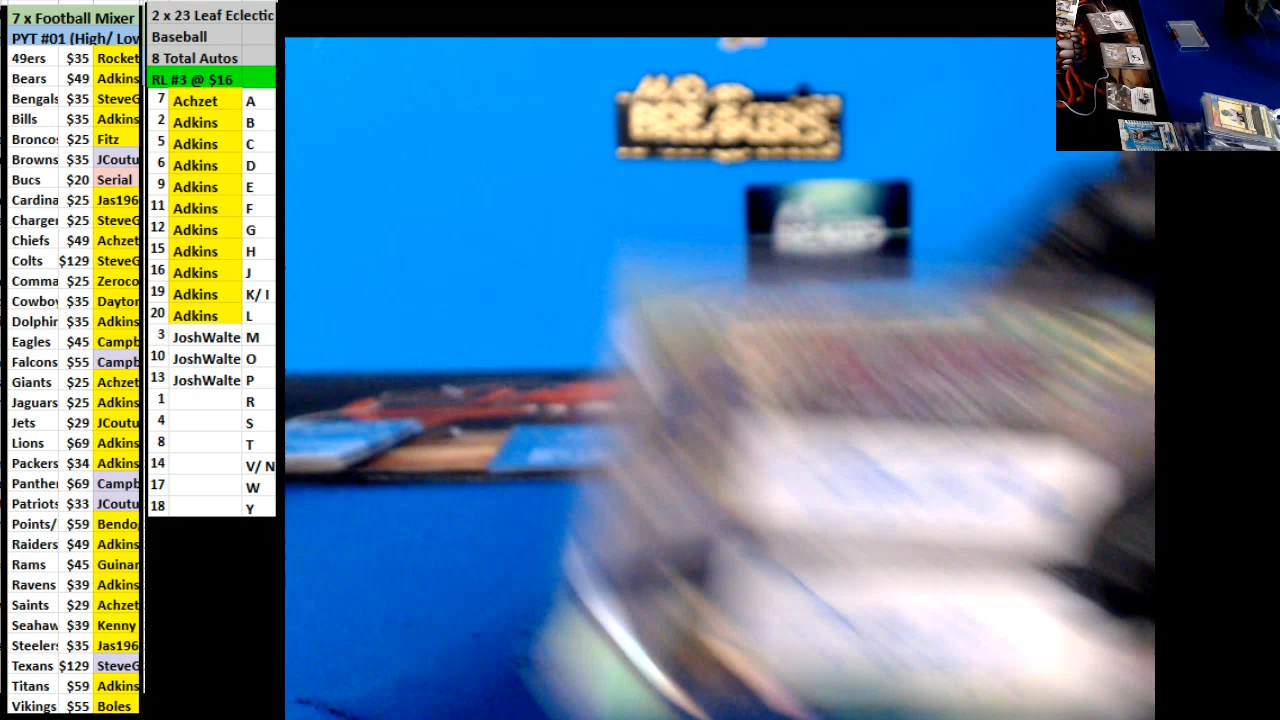 7 x Football Mixer
PYT #01 (High/ Lov
49ers $35 Rocket
Bears $49 Adkins
Bengals $35 SteveG
Bills $35 Adkins
Bronco: $25 Fitz
Browns $35 JCoutu
Bucs $20 Serial
Cardina $25 Jas196
Charger $25 SteveG
Chiefs $49 Achzet
Colts $129 SteveG
Comma $25 Zeroco
Cowboy $35 Dayton
Dolphin $35 Adkins
Eagles $45 Campb
Falcons $55 Campb
Giants $25 Achzet
Jaguars $25 Adkins
Jets $29 JCoutu
Lions $69 Adkins
Packers $34 Adkins
Panther $69 Campb
Patriots $33 JCoutu
Points/ $59 Bendo
Raiders $49 Adkins
Rams $45 Guinar
Ravens $39 Adkins
Saints $29 Achzet
Seahaw $39 Kenny
Steelers $35 Jas196
Texans $129 SteveG
Titans $59 Adkins
Vikings $55 Boles
2 x 23 Leaf Eclectic
Baseball
8 Total Autos
RL #3 @ $16
7 Achzet A
2 Adkins B
5 Adkins C
6 Adkins D
9 Adkins E
11 Adkins F
12 Adkins G
15 Adkins H
16 Adkins J
19 Adkins K/ I
20 Adkins L
3 JoshWalte M
10 JoshWalte O
13 JoshWalte P
1 R
4 S
8 T
14 V/ N
17 W
18 Y